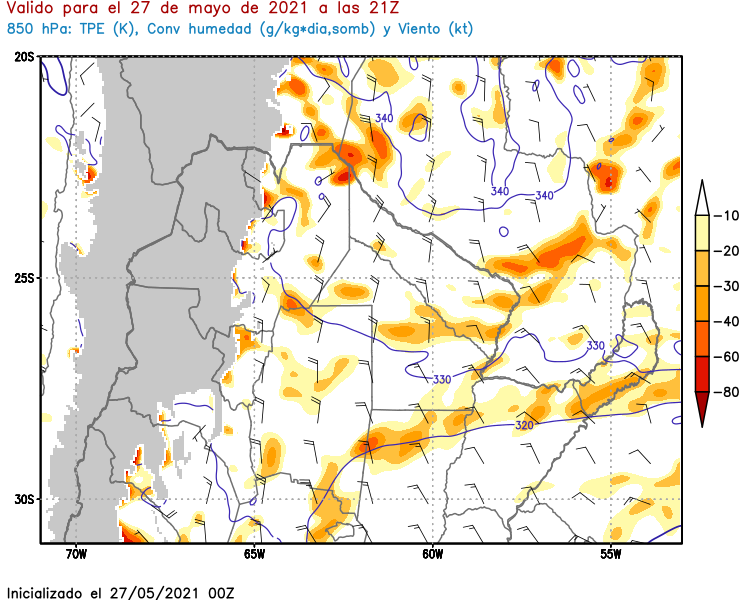 Valido para el 27 de mayo de 2021 a las 21Z
850 hPa: TPE (K), Conv humedad (g/kg*dia,somb) y Viento (kt)
20S
340
340
340
-10
-20
25S
-30
-40
330
330
-60
-80
320
30S
70W 65W 60W 55W
Inicializado el 27/05/2021 00Z